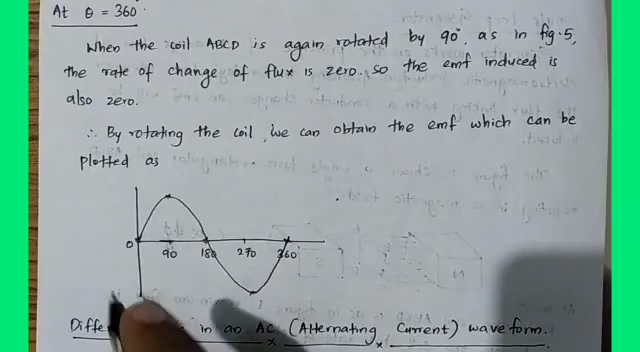 At θ = 360°
When the coil ABCD is again rotated by 90°, as in fig.5,
the rate of change of flux is zero. so the emf induced is
also zero.
∴ By rotating the coil, we can obtain the emf which can be
plotted as
0 90 180 270 360
in an AC (Alternating Current) waveform.